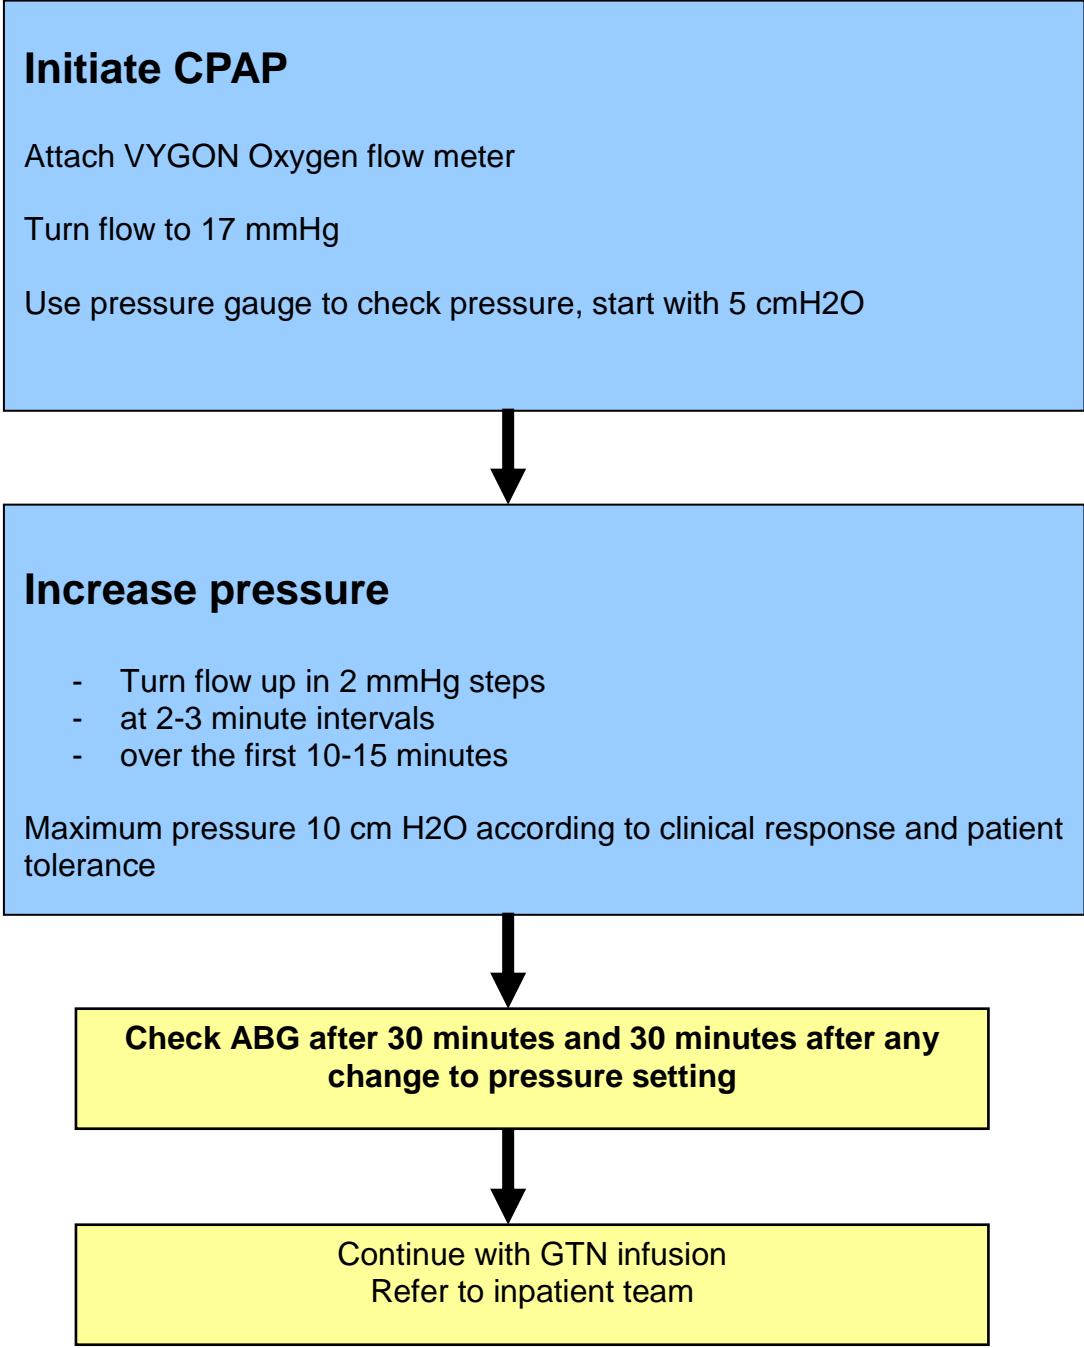 Initiate CPAP
Attach VYGON Oxygen flow meter
Turn flow to 17 mmHg
Use pressure gauge to check pressure, start with 5 cmH2O
Increase pressure
- Turn flow up in 2 mmHg steps
- at 2-3 minute intervals
- over the first 10-15 minutes
Maximum pressure 10 cm H2O according to clinical response and patient
tolerance
Check ABG after 30 minutes and 30 minutes after any
change to pressure setting
Continue with GTN infusion
Refer to inpatient team